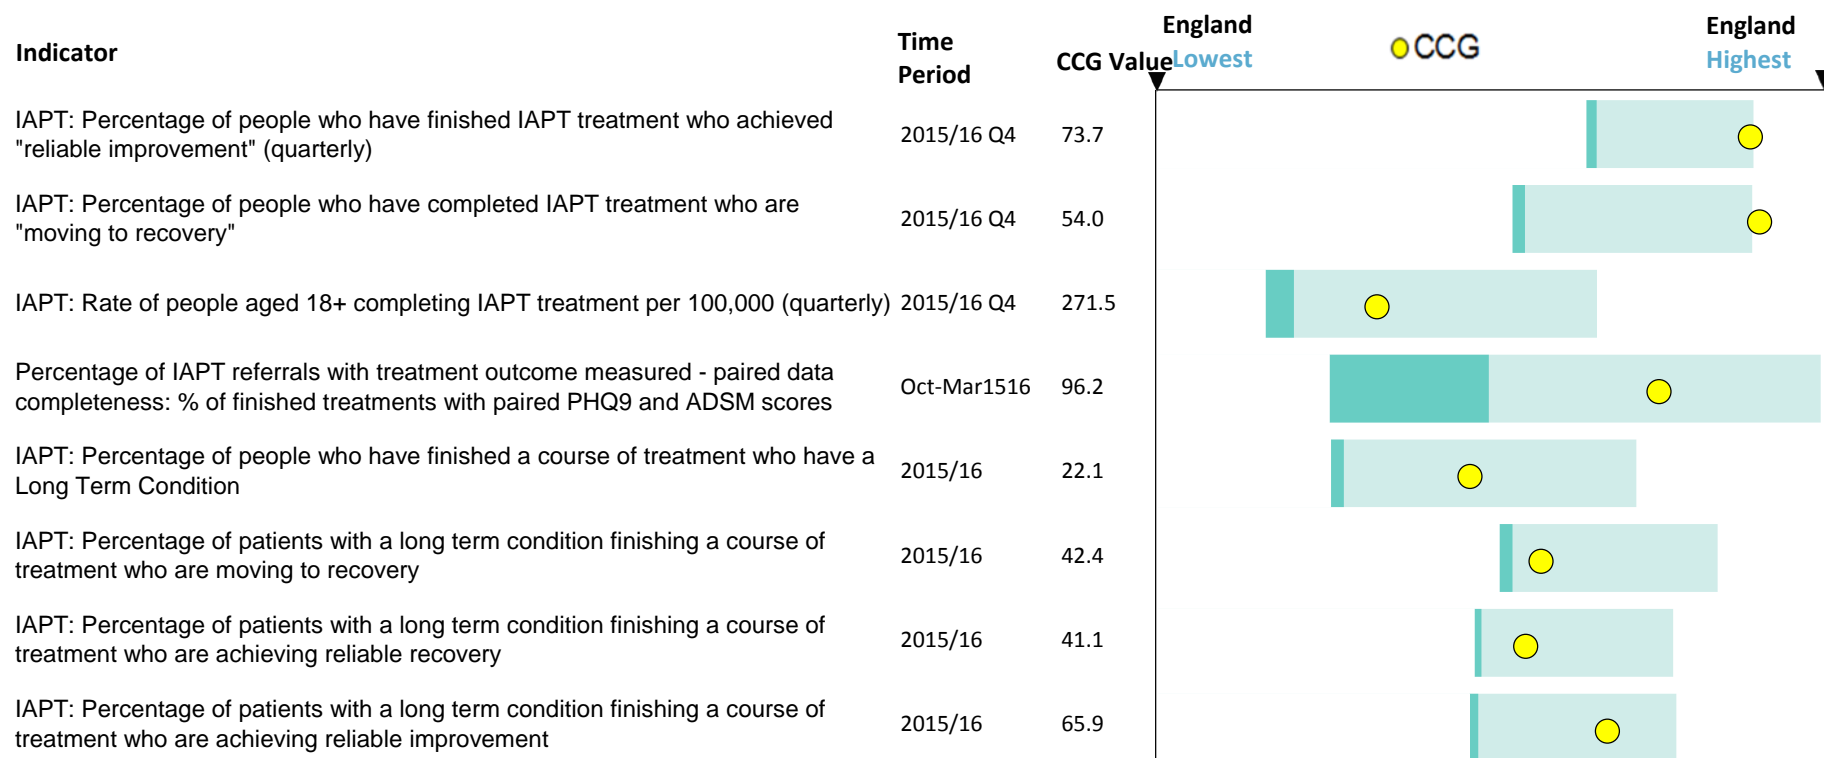 Indicator
Time
Period
CCG Value
England
Lowest
CCG
England
Highest
IAPT: Percentage of people who have finished IAPT treatment who achieved
"reliable improvement" (quarterly)
2015/16 Q4
73.7
IAPT: Percentage of people who have completed IAPT treatment who are
"moving to recovery"
2015/16 Q4
54.0
IAPT: Rate of people aged 18+ completing IAPT treatment per 100,000 (quarterly)
2015/16 Q4
271.5
Percentage of IAPT referrals with treatment outcome measured - paired data
completeness: % of finished treatments with paired PHQ9 and ADSM scores
Oct-Mar1516
96.2
IAPT: Percentage of people who have finished a course of treatment who have a
Long Term Condition
2015/16
22.1
IAPT: Percentage of patients with a long term condition finishing a course of
treatment who are moving to recovery
2015/16
42.4
IAPT: Percentage of patients with a long term condition finishing a course of
treatment who are achieving reliable recovery
2015/16
41.1
IAPT: Percentage of patients with a long term condition finishing a course of
treatment who are achieving reliable improvement
2015/16
65.9